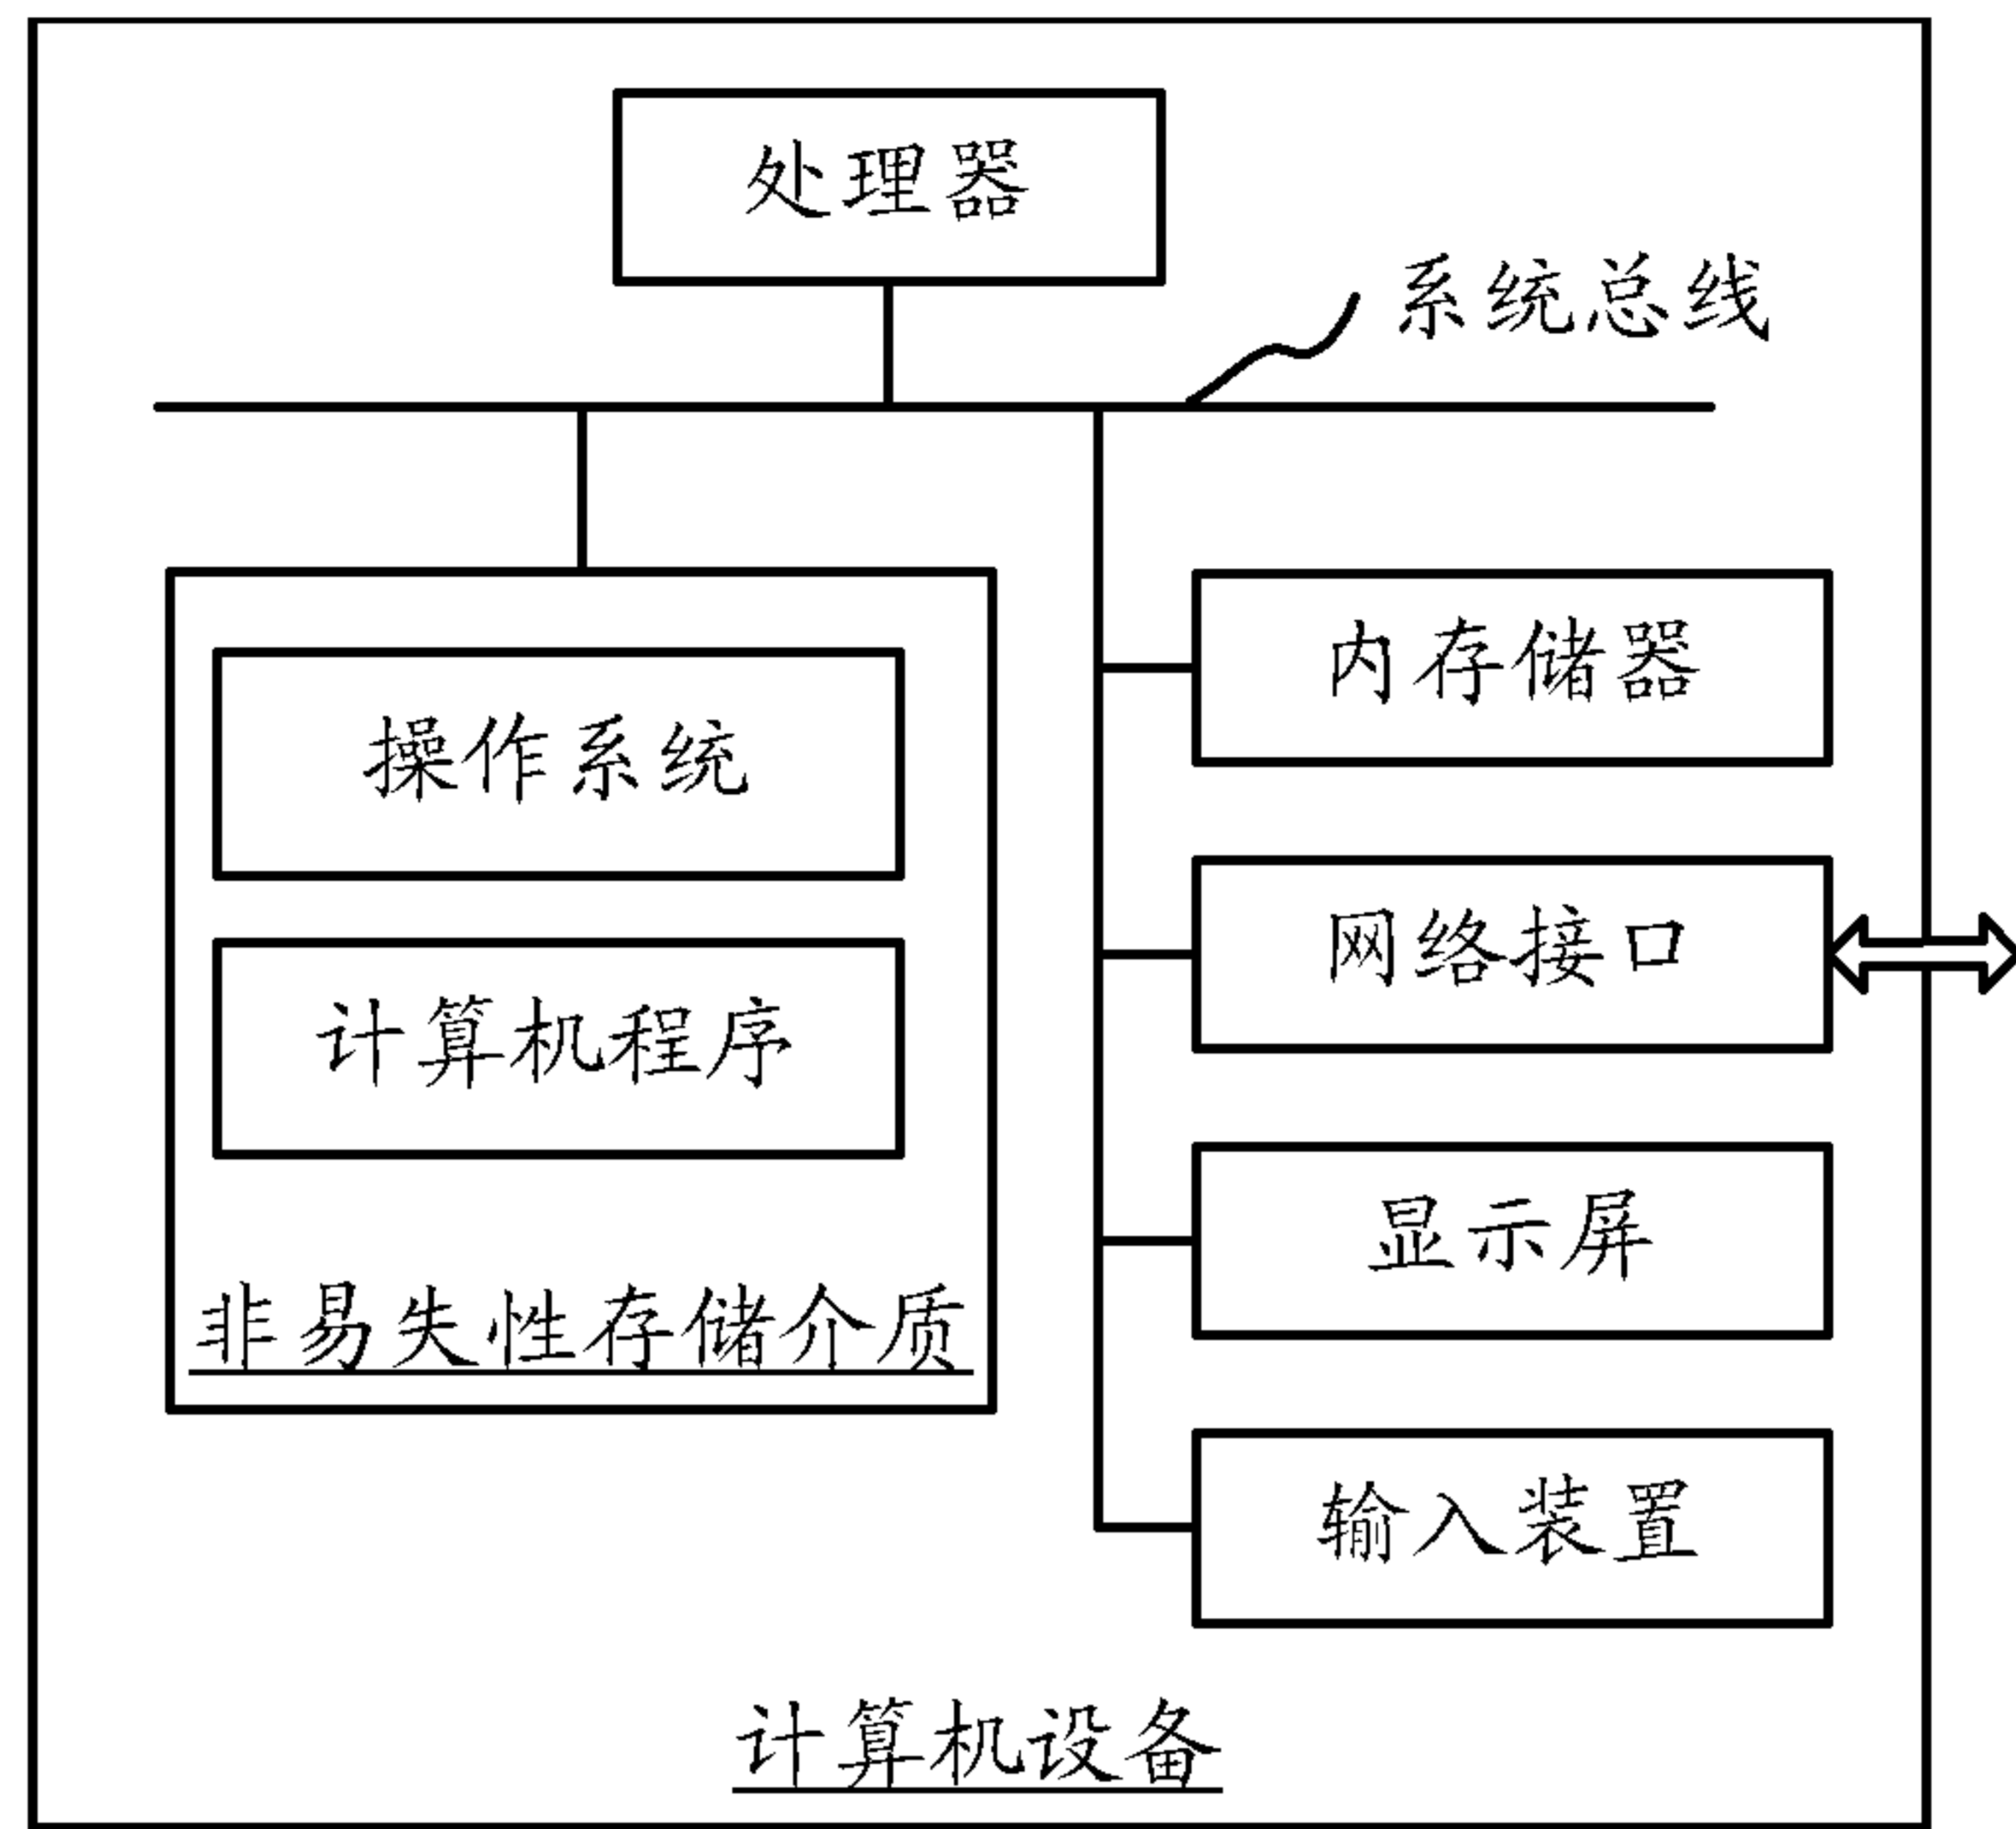 处理器
系统总线
操作系统
计算机程序
非易失性存储介质
内存储器
网络接口
显示屏
输入装置
计算机设备